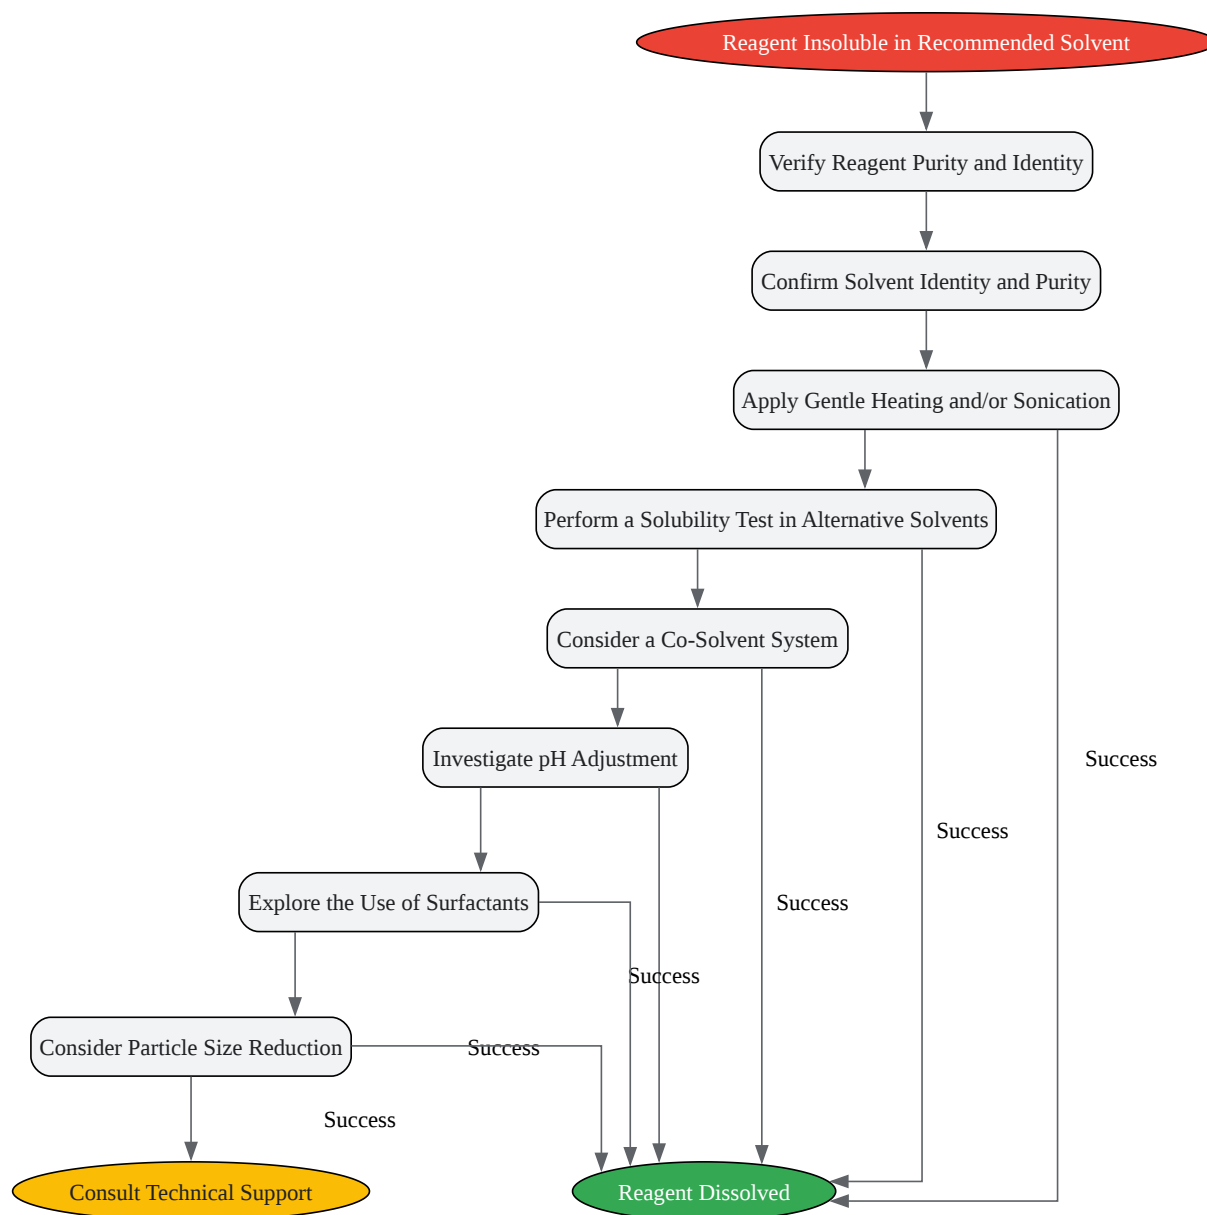 Reagent Insoluble in Recommended Solvent
Verify Reagent Purity and Identity
Confirm Solvent Identity and Purity
Apply Gentle Heating and/or Sonication
Perform a Solubility Test in Alternative Solvents
Consider a Co-Solvent System
Investigate pH Adjustment
Success
Success
Explore the Use of Surfactants
Success
Success
Consider Particle Size Reduction
Success
Success
Consult Technical Support
Reagent Dissolved